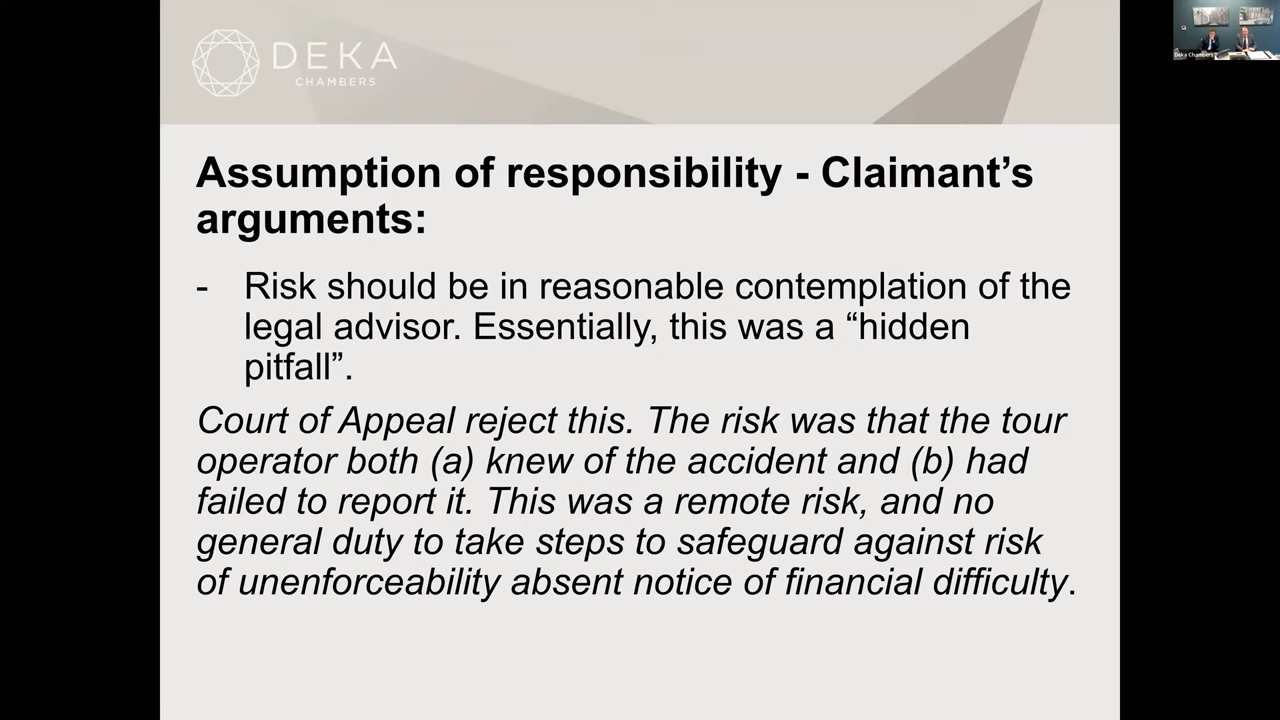 DEKA
CHAMBERS
Deka Chambers
Assumption of responsibility - Claimant’s
arguments:
- Risk should be in reasonable contemplation of the
legal advisor. Essentially, this was a “hidden
pitfall”.
Court of Appeal reject this. The risk was that the tour
operator both (a) knew of the accident and (b) had
failed to report it. This was a remote risk, and no
general duty to take steps to safeguard against risk
of unenforceability absent notice of financial difficulty.